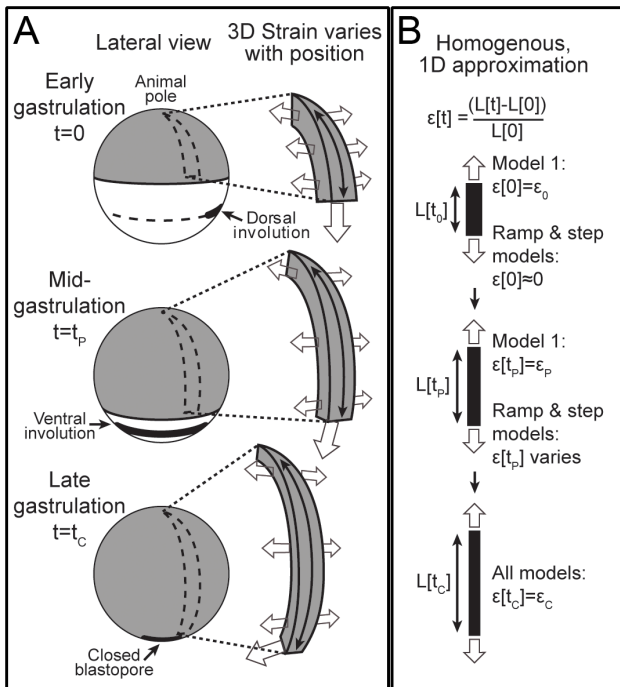 A
Lateral view
3D Strain varies
with position
Early
gastrulation
t=0
Animal
pole
Dorsal
involution
Mid-
gastrulation
t=tP
Ventral
involution
Late
gastrulation
t=tC
Closed
blastopore
B
Homogenous,
1D approximation
ε[t] = (L[t]-L[0])
L[0]
Model 1:
ε[0]=ε0
L[t0]
Ramp & step
models:
ε[0]≈0
Model 1:
ε[tP]=εP
L[tP]
Ramp & step
models:
ε[tP] varies
L[tC]
All models:
ε[tC]=εC